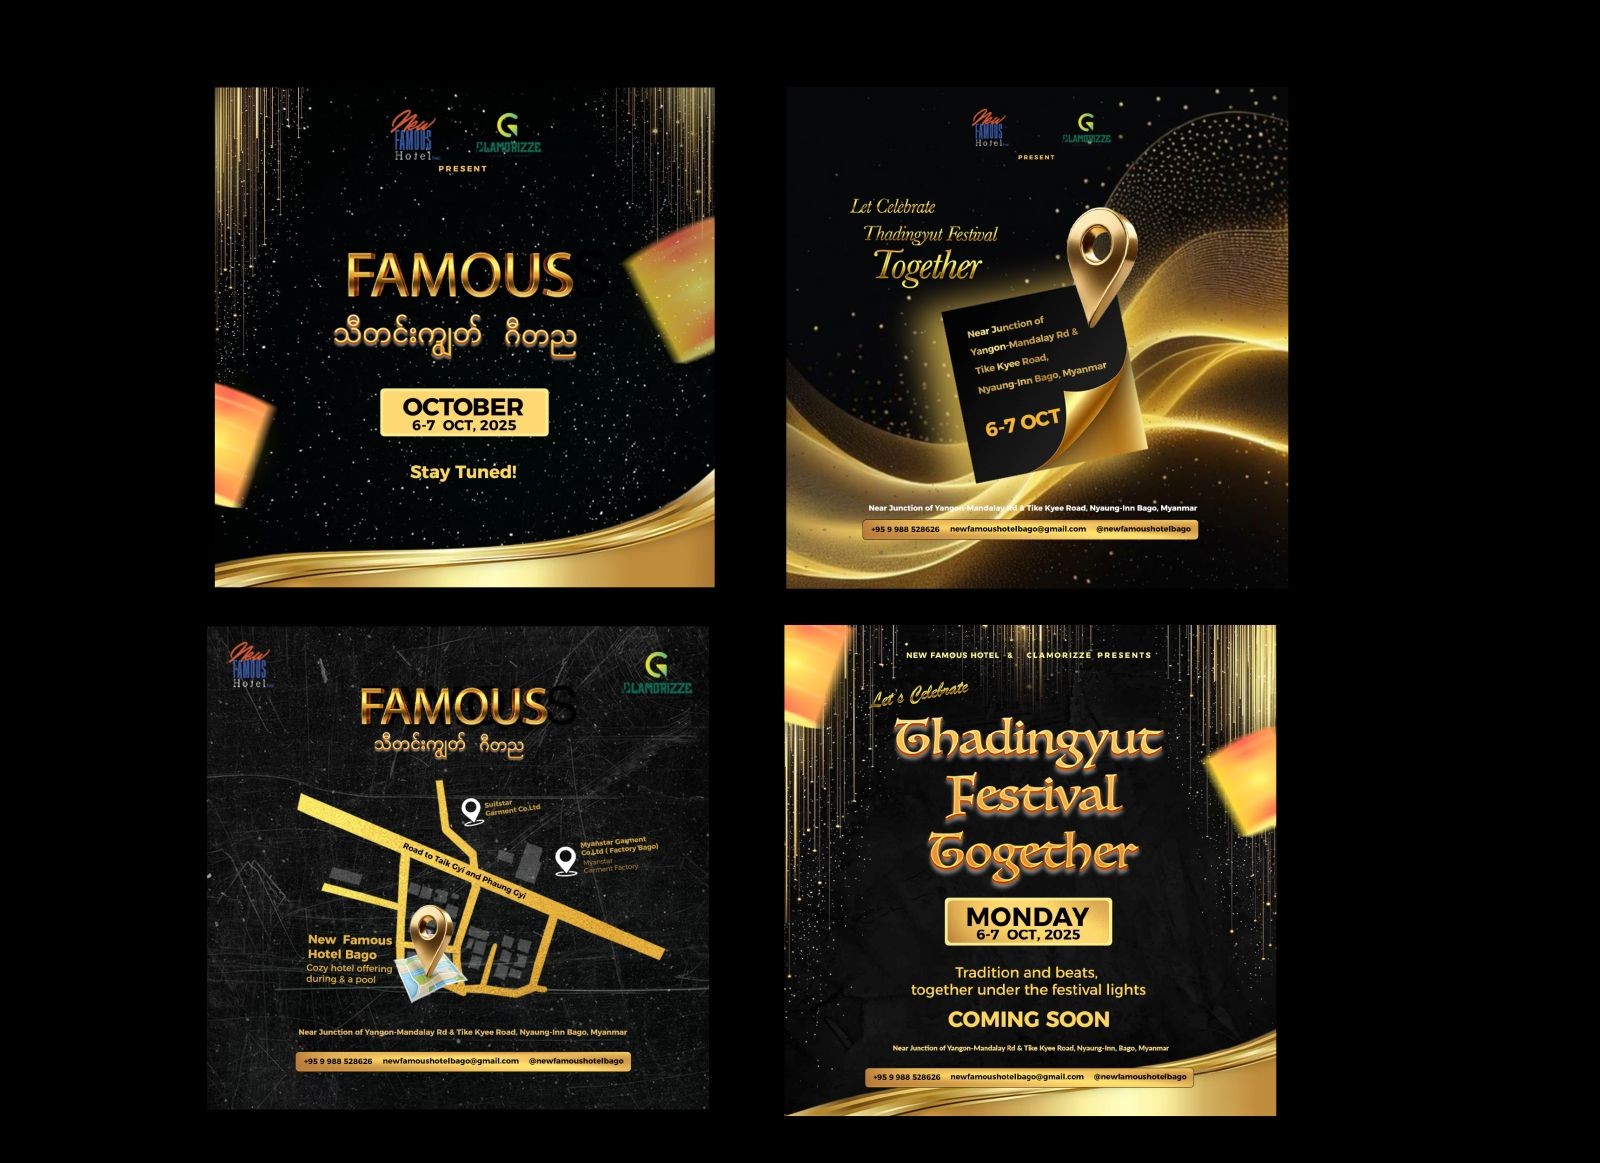 New
FAMOUS
Hotel
GLAMORIZZE
PRESENT
FAMOUS
သီတင်းကျွတ် ဂီတည
OCTOBER
6-7 OCT, 2025
Stay Tuned!
New
FAMOUS
Hotel
GLAMORIZZE
PRESENT
Let Celebrate
Thadingyut Festival
Together
Near Junction of
Yangon-Mandalay Rd &
Tike Kyee Road,
Nyaung-Inn Bago, Myanmar
6-7 OCT
Near Junction of Yangon-Mandalay Rd & Tike Kyee Road, Nyaung-Inn Bago, Myanmar
+95 9 988 528626 newfamoushotelbago@gmail.com @newfamoushotelbago
New
FAMOUS
Hotel
GLAMORIZZE
FAMOUS
သီတင်းကျွတ် ဂီတည
Suifstar
Garment Co.Ltd
Myanstar Garment
Co.Ltd ( Factory Bago)
Myanstar
Garment Factory
Road to Taik Gyi and Phaung Gyi
New Famous
Hotel Bago
Cozy hotel offering
during & a pool
Near Junction of Yangon-Mandalay Rd & Tike Kyee Road, Nyaung-Inn Bago, Myanmar
+95 9 988 528626 newfamoushotelbago@gmail.com @newfamoushotelbago
NEW FAMOUS HOTEL & CLAMORIZZE PRESENTS
Let's Celebrate
Thadingyut
Festival
Together
MONDAY
6-7 OCT, 2025
Tradition and beats,
together under the festival lights
COMING SOON
Near Junction of Yangon-Mandalay Rd & Tike Kyee Road, Nyaung-Inn, Bago, Myanmar
+95 9 988 528626 newfamoushotelbago@gmail.com @newfamoushotelbago